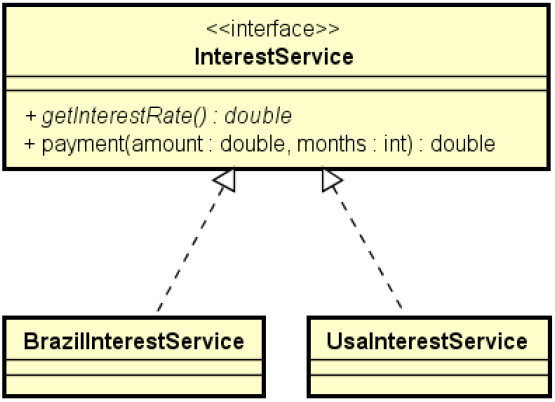 <<interface>>
InterestService
+ getInterestRate() : double
+ payment(amount : double, months : int) : double
BrazilInterestService
UsaInterestService